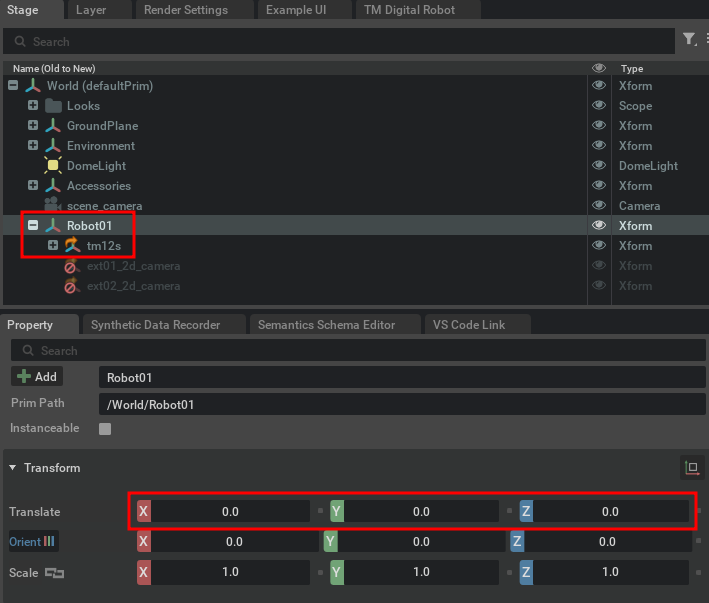 Stage Layer Render Settings Example UI TM Digital Robot
Search
Name (Old to New) Type
World (defaultPrim) Xform
Looks Scope
GroundPlane Xform
Environment Xform
DomeLight DomeLight
Accessories Xform
scene_camera Camera
Robot01 Xform
tm12s Xform
ext01_2d_camera Xform
ext02_2d_camera Xform
Property Synthetic Data Recorder Semantics Schema Editor VS Code Link
Search
Add Robot01
Prim Path /World/Robot01
Instanceable
Transform
Translate X 0.0 Y 0.0 Z 0.0
Orient X 0.0 Y 0.0 Z 0.0
Scale X 1.0 Y 1.0 Z 1.0